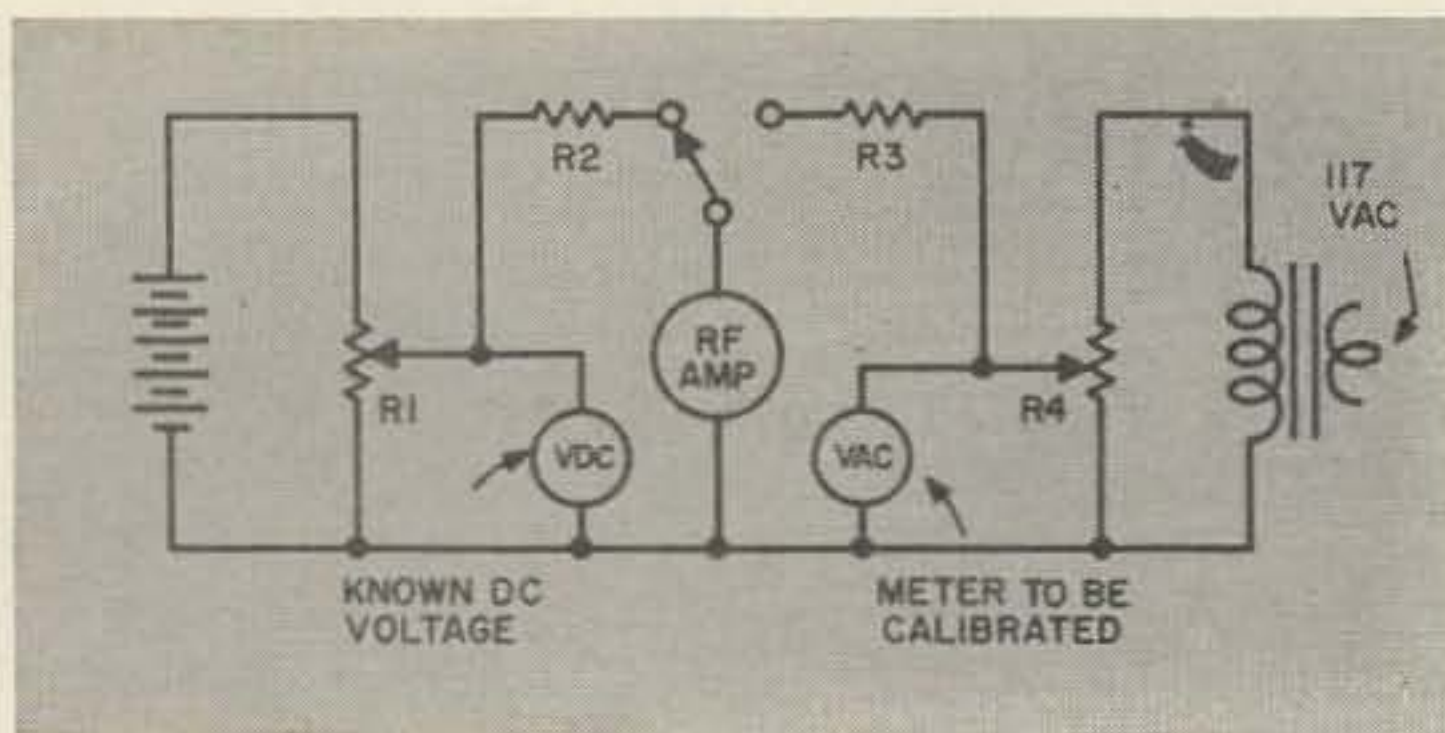 R2
R3
117
VAC
RF
AMP
R1
R4
VDC
VAC
KNOWN DC
VOLTAGE
METER TO BE
CALIBRATED